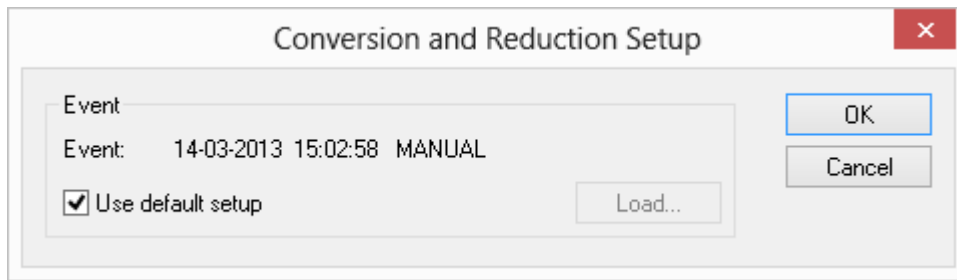 Conversion and Reduction Setup
Event
Event: 14-03-2013 15:02:58 MANUAL
Use default setup
Load...
OK
Cancel